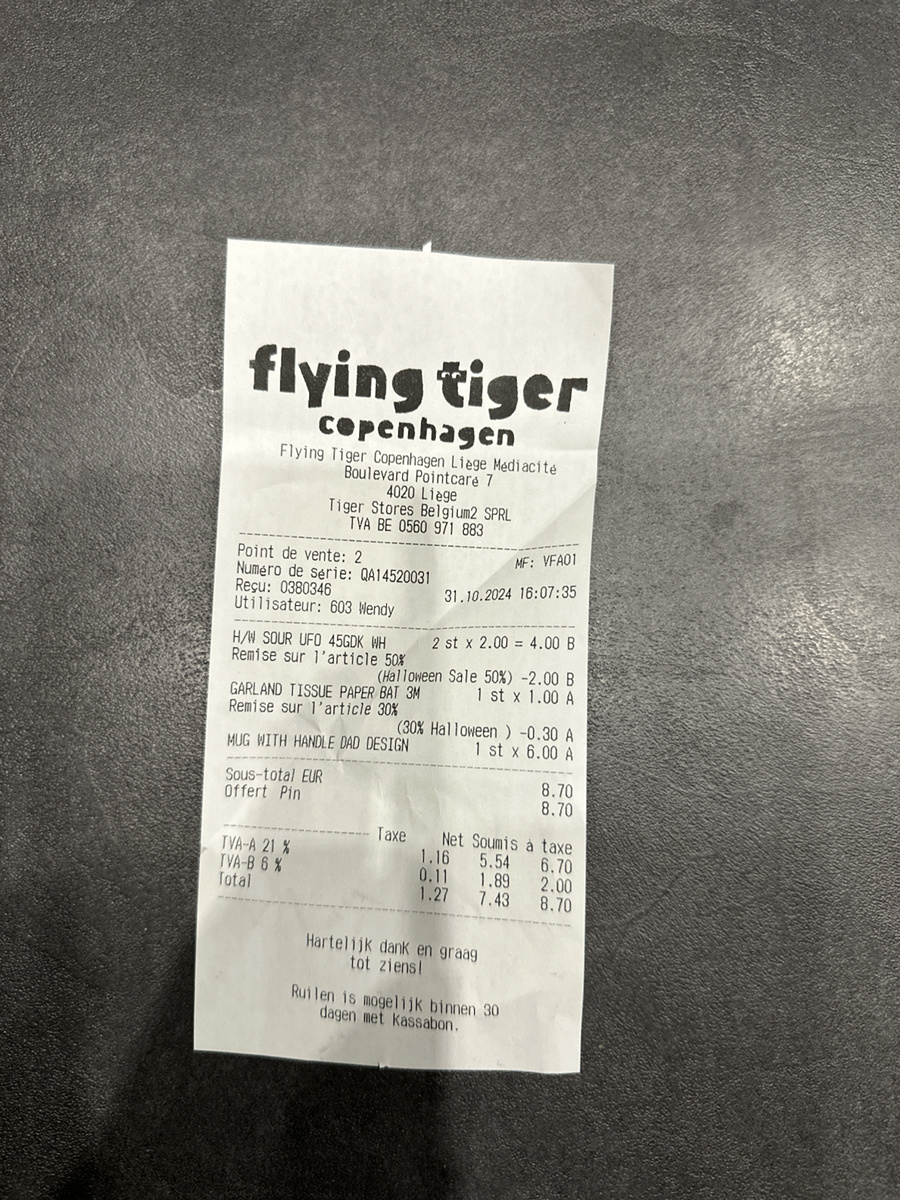 flying tiger
copenhagen
Flying Tiger Copenhagen Liège Médiacité
Boulevard Pointcaré 7
4020 Liège
Tiger Stores Belgium2 SPRL
TVA BE 0560 971 883
Point de vente: 2 MF: VFA01
Numéro de série: QA14520031
Reçu: 0380346 31.10.2024 16:07:35
Utilisateur: 603 Wendy
H/W SOUR UFO 45GDK WH 2 st x 2.00 = 4.00 B
Remise sur l'article 50%
(Halloween Sale 50%) -2.00 B
GARLAND TISSUE PAPER BAT 3M 1 st x 1.00 A
Remise sur l'article 30%
(30% Halloween ) -0.30 A
MUG WITH HANDLE DAD DESIGN 1 st x 6.00 A
Sous-total EUR 8.70
Offert Pin 8.70
Taxe Net Soumis à taxe
TVA-A 21 % 1.16 5.54 6.70
TVA-B 6 % 0.11 1.89 2.00
Total 1.27 7.43 8.70
Hartelijk dank en graag
tot ziens!
Ruilen is mogelijk binnen 30
dagen met Kassabon.